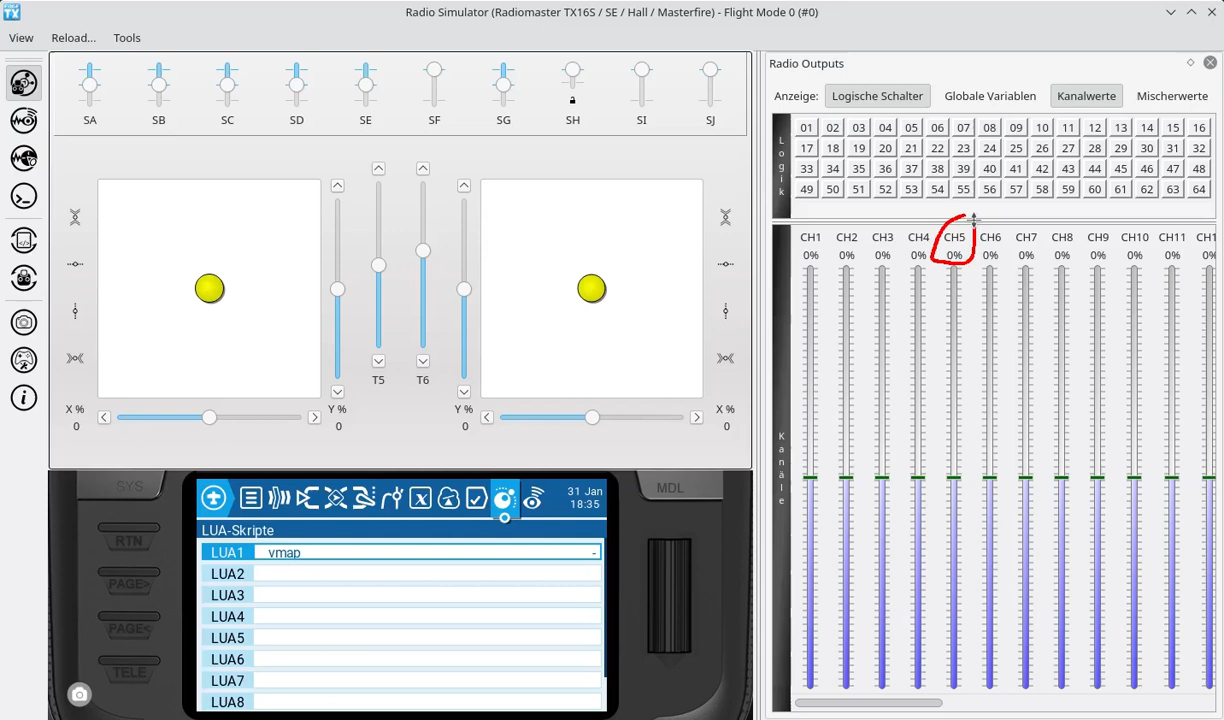 Radio Simulator (Radiomaster TX16S / SE / Hall / Masterfire) - Flight Mode 0 (#0)
View Reload... Tools
SA SB SC SD SE SF SG SH SI SJ
T5 T6
X % Y % Y % X %
0 0 0 0
SYS MDL
RTN
PAGE>
PAGE<
TELE
31 Jan
18:35
LUA-Skripte
LUA1 vmap -
LUA2
LUA3
LUA4
LUA5
LUA6
LUA7
LUA8
Radio Outputs
Anzeige: Logische Schalter Globale Variablen Kanalwerte Mischerwerte
Logik
01 02 03 04 05 06 07 08 09 10 11 12 13 14 15 16
17 18 19 20 21 22 23 24 25 26 27 28 29 30 31 32
33 34 35 36 37 38 39 40 41 42 43 44 45 46 47 48
49 50 51 52 53 54 55 56 57 58 59 60 61 62 63 64
Kanäle
CH1 CH2 CH3 CH4 CH5 CH6 CH7 CH8 CH9 CH10 CH11 CH1
0% 0% 0% 0% 0% 0% 0% 0% 0% 0% 0% 0%